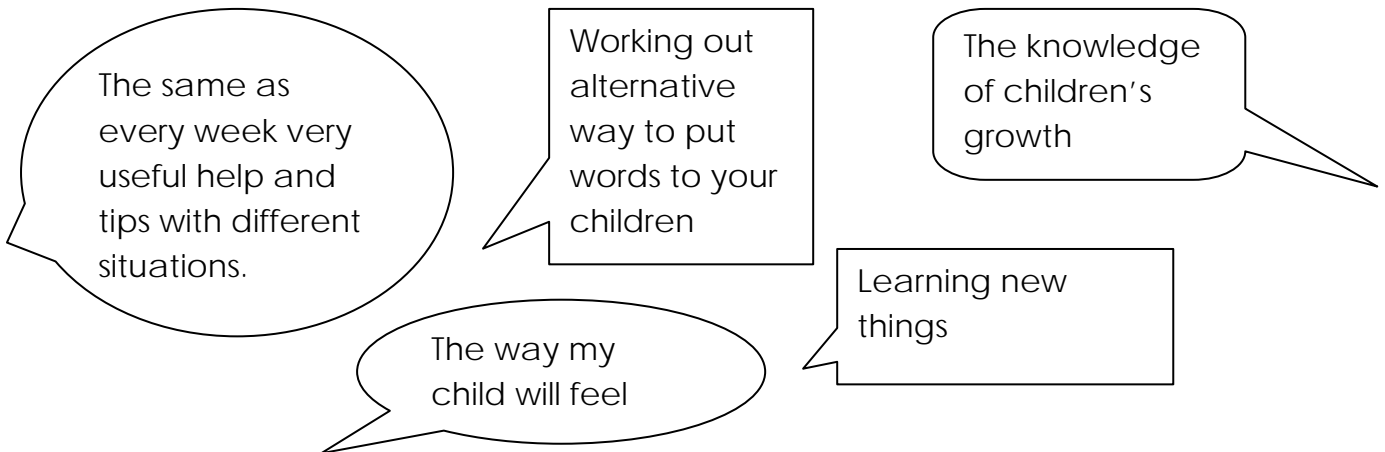 The same as
every week very
useful help and
tips with different
situations.
Working out
alternative
way to put
words to your
children
The knowledge
of children’s
growth
The way my
child will feel
Learning new
things